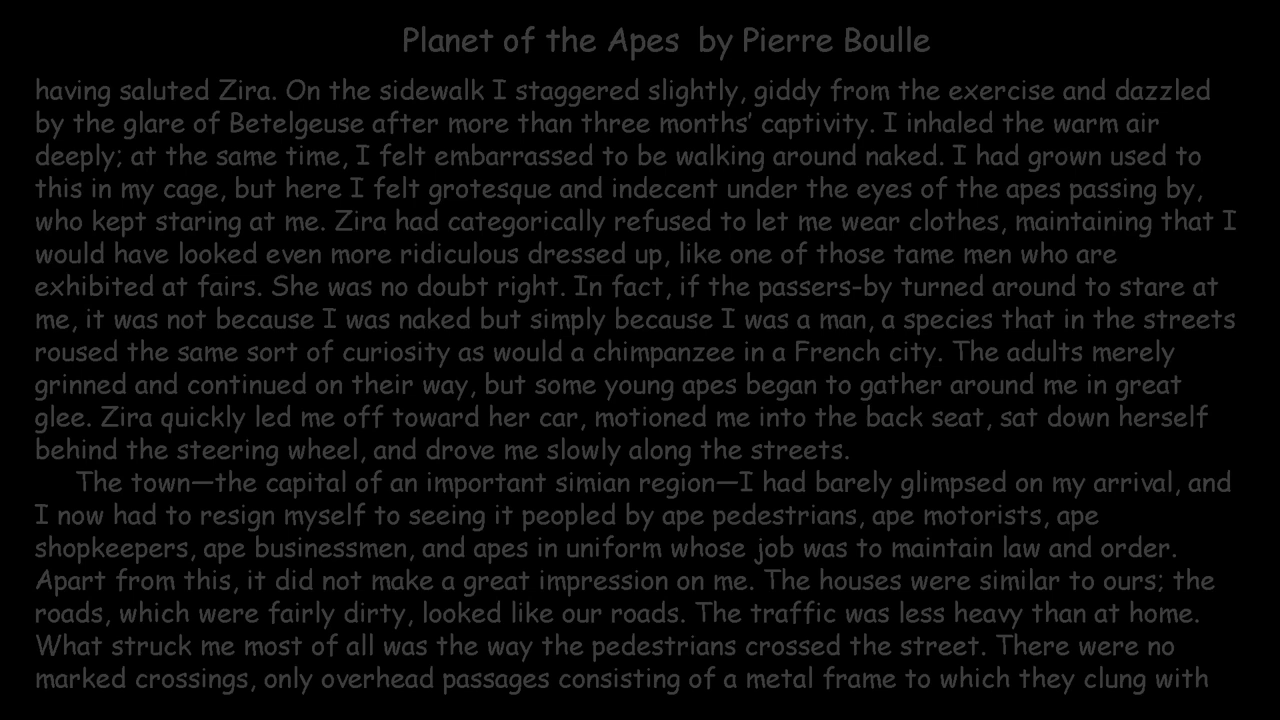 Planet of the Apes  by Pierre Boulle
having saluted Zira. On the sidewalk I staggered slightly, giddy from the exercise and dazzled
by the glare of Betelgeuse after more than three months’ captivity. I inhaled the warm air
deeply; at the same time, I felt embarrassed to be walking around naked. I had grown used to
this in my cage, but here I felt grotesque and indecent under the eyes of the apes passing by,
who kept staring at me. Zira had categorically refused to let me wear clothes, maintaining that I
would have looked even more ridiculous dressed up, like one of those tame men who are
exhibited at fairs. She was no doubt right. In fact, if the passers-by turned around to stare at
me, it was not because I was naked but simply because I was a man, a species that in the streets
roused the same sort of curiosity as would a chimpanzee in a French city. The adults merely
grinned and continued on their way, but some young apes began to gather around me in great
glee. Zira quickly led me off toward her car, motioned me into the back seat, sat down herself
behind the steering wheel, and drove me slowly along the streets.
The town—the capital of an important simian region—I had barely glimpsed on my arrival, and
I now had to resign myself to seeing it peopled by ape pedestrians, ape motorists, ape
shopkeepers, ape businessmen, and apes in uniform whose job was to maintain law and order.
Apart from this, it did not make a great impression on me. The houses were similar to ours; the
roads, which were fairly dirty, looked like our roads. The traffic was less heavy than at home.
What struck me most of all was the way the pedestrians crossed the street. There were no
marked crossings, only overhead passages consisting of a metal frame to which they clung with